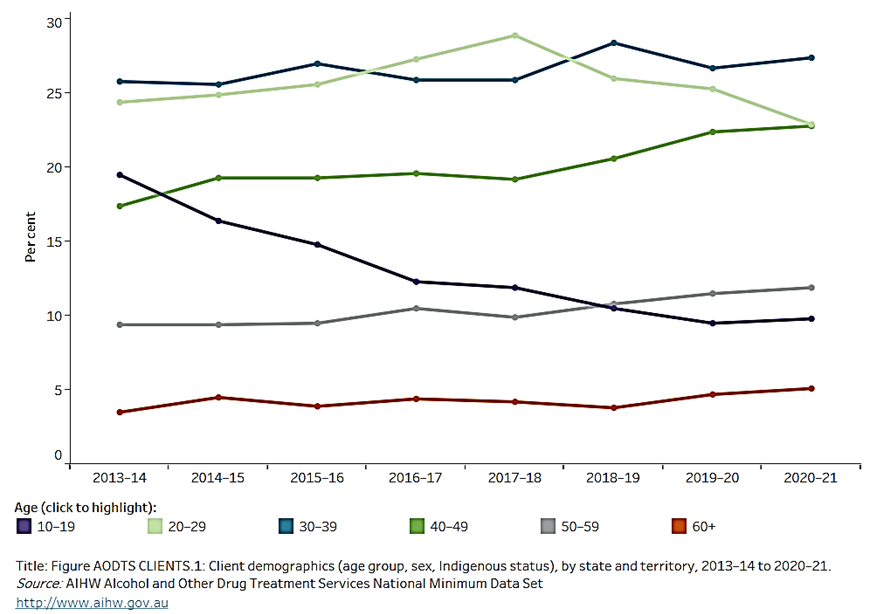 30
25
20
15
10
5
0
Per cent
2013–14 2014–15 2015–16 2016–17 2017–18 2018–19 2019–20 2020–21
Age (click to highlight):
10–19 20–29 30–39 40–49 50–59 60+
Title: Figure AODTS CLIENTS.1: Client demographics (age group, sex, Indigenous status), by state and territory, 2013–14 to 2020–21.
Source: AIHW Alcohol and Other Drug Treatment Services National Minimum Data Set
http://www.aihw.gov.au